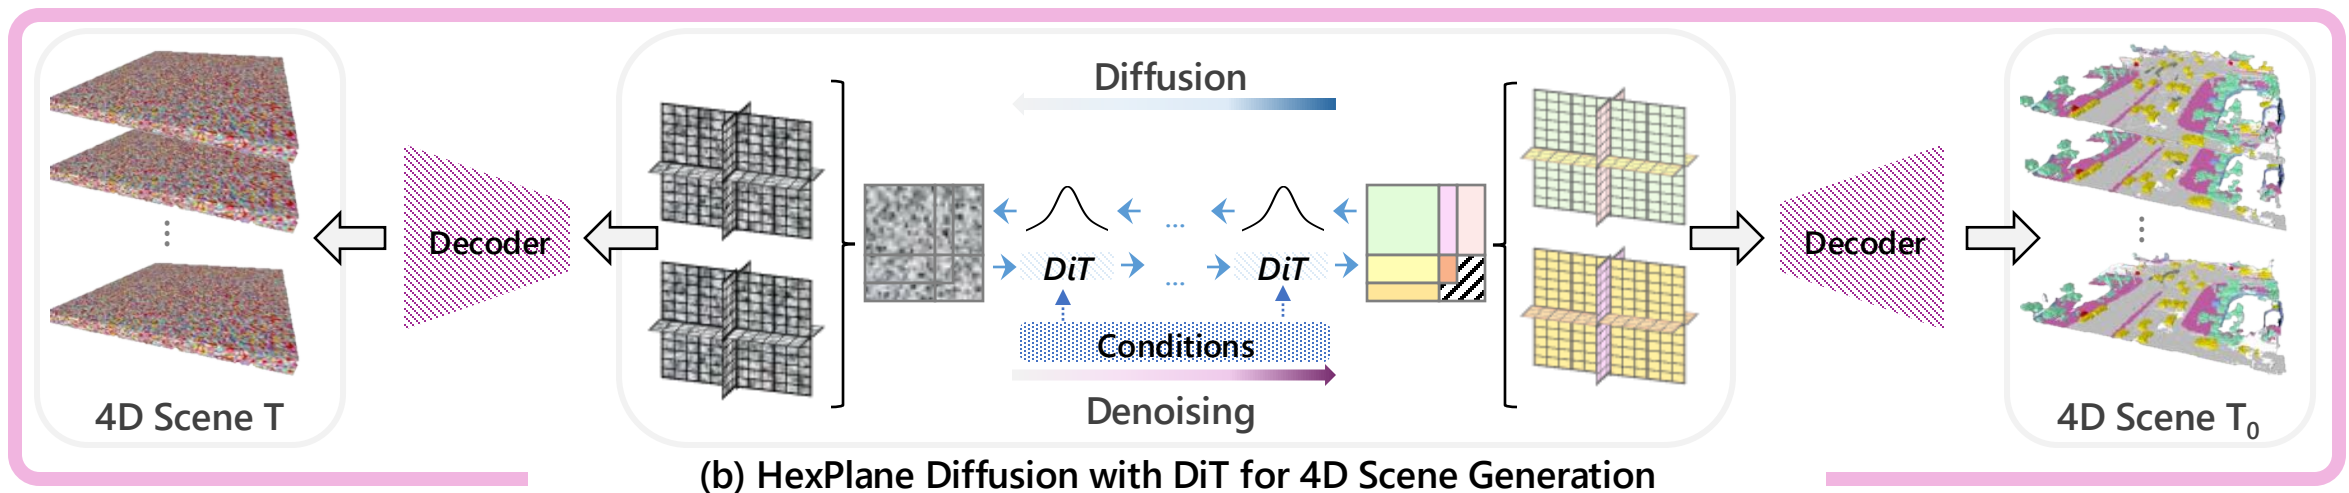 Diffusion
Decoder
...
DiT
...
DiT
Decoder
Conditions
4D Scene T
Denoising
4D Scene T₀
(b) HexPlane Diffusion with DiT for 4D Scene Generation